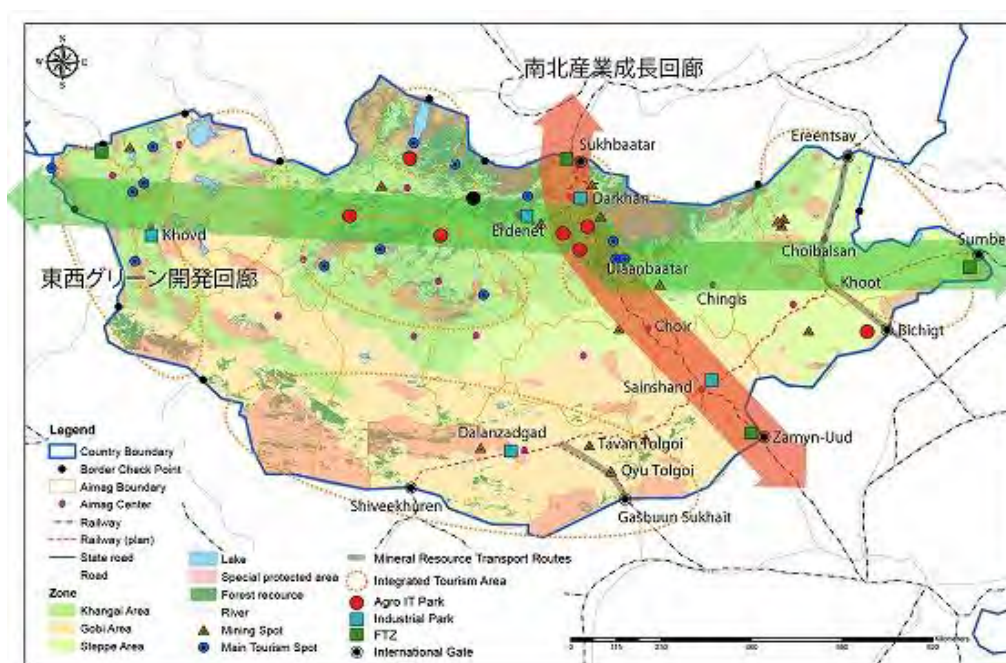 南北産業成長回廊
Ereentsav
Sukhbaatar
Darkhan
Erdenet
Khovd
Choibalsan
Sumber
東西グリーン開発回廊
Ulaanbaatar
Khoot
Chingis
Choir
Bichigt
Sainshand
Zamyn-Uud
Dalanzadgad
Tavan Tolgoi
Oyu Tolgoi
Shiveekhuren
Gashuun Sukhait
Legend
Country Boundary
Border Check Point
Aimag Boundary
Aimag Center
Railway
Railway (plan)
State road
Road
Zone
Khangai Area
Gobi Area
Steppe Area
Lake
Special protected area
Forest recource
River
Mining Spot
Main Tourism Spot
Mineral Resource Transport Routes
Integrated Tourism Area
Agro IT Park
Industrial Park
FTZ
International Gate
Kilometers